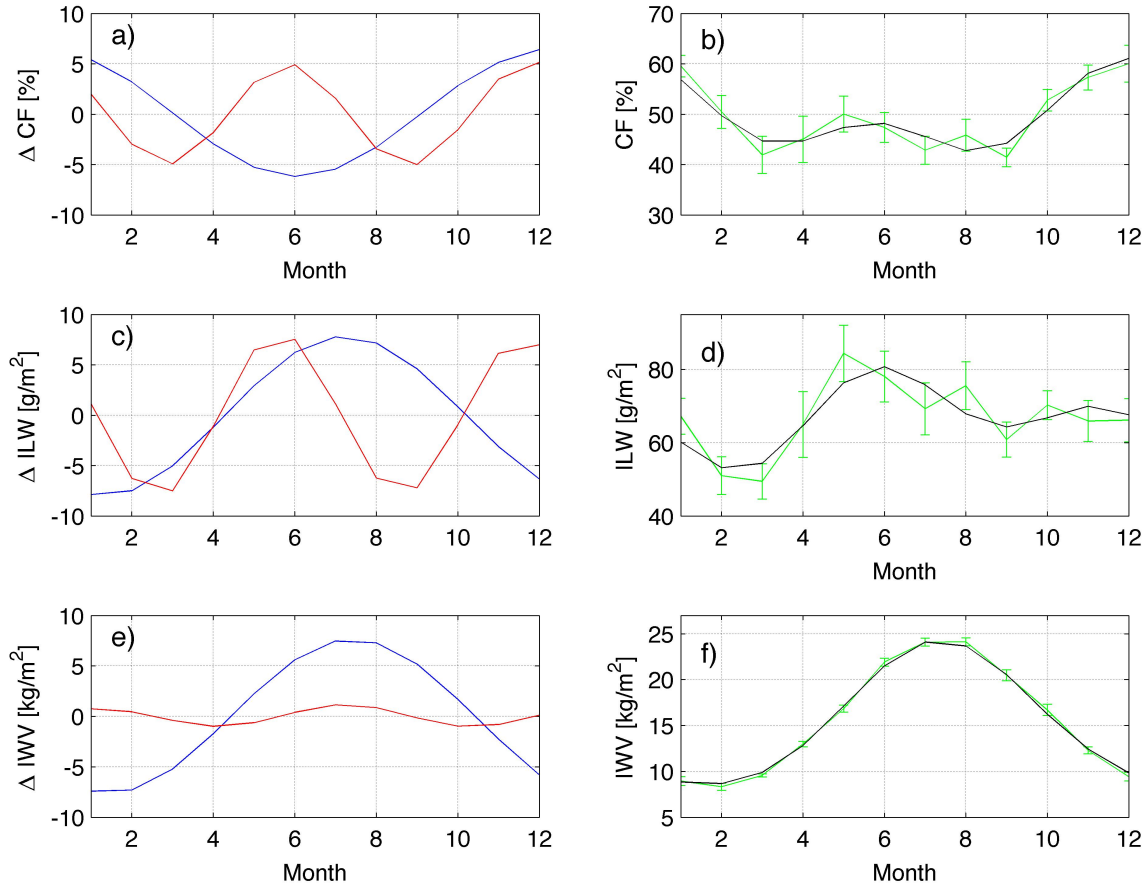 a)
Δ CF [%]
10
5
0
-5
-10
2 4 6 8 10 12
Month
b)
CF [%]
70
60
50
40
30
2 4 6 8 10 12
Month
c)
Δ ILW [g/m²]
10
5
0
-5
-10
2 4 6 8 10 12
Month
d)
ILW [g/m²]
80
60
40
2 4 6 8 10 12
Month
e)
Δ IWV [kg/m²]
10
5
0
-5
-10
2 4 6 8 10 12
Month
f)
IWV [kg/m²]
25
20
15
10
5
2 4 6 8 10 12
Month